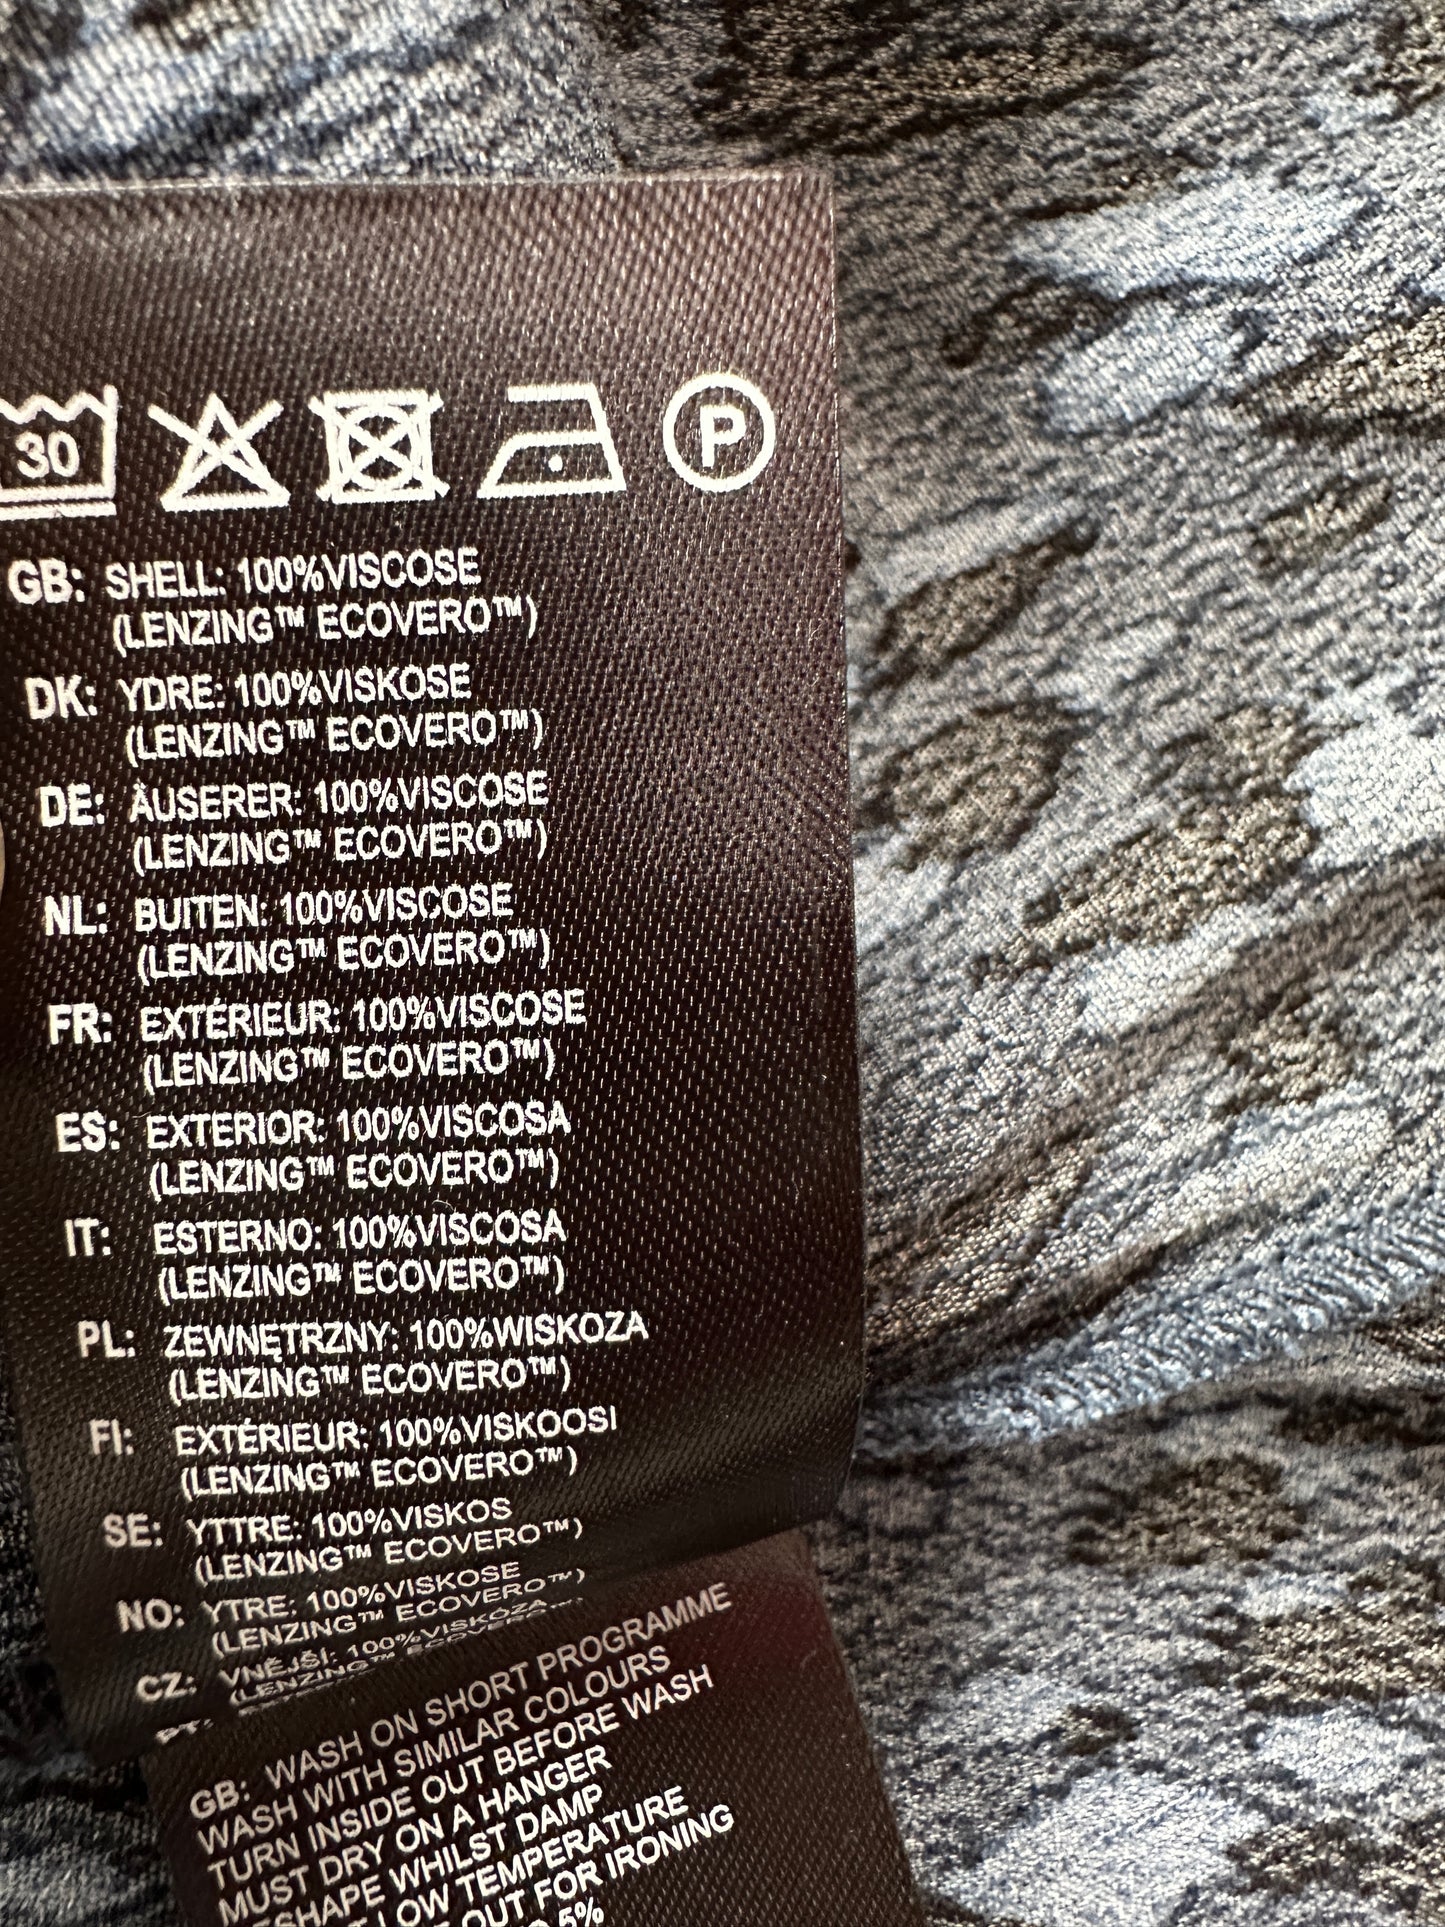 30
P
GB: SHELL: 100%VISCOSE
(LENZING™ ECOVERO™)
DK: YDRE: 100%VISKOSE
(LENZING™ ECOVERO™)
DE: ÄUSERER: 100%VISCOSE
(LENZING™ ECOVERO™)
NL: BUITEN: 100%VISCOSE
(LENZING™ ECOVERO™)
FR: EXTÉRIEUR: 100%VISCOSE
(LENZING™ ECOVERO™)
ES: EXTERIOR: 100%VISCOSA
(LENZING™ ECOVERO™)
IT: ESTERNO: 100%VISCOSA
(LENZING™ ECOVERO™)
PL: ZEWNĘTRZNY: 100%WISKOZA
(LENZING™ ECOVERO™)
FI: EXTÉRIEUR: 100%VISKOOSI
(LENZING™ ECOVERO™)
SE: YTTRE: 100%VISKOS
(LENZING™ ECOVERO™)
NO: YTRE: 100%VISKOSE
(LENZING™ ECOVERO™)
CZ: VNĚJŠÍ: 100%VISKÓZA
GB: WASH ON SHORT PROGRAMME
WASH WITH SIMILAR COLOURS
TURN INSIDE OUT BEFORE WASH
MUST DRY ON A HANGER
RESHAPE WHILST DAMP
LOW TEMPERATURE
OUT FOR IRONING
5%